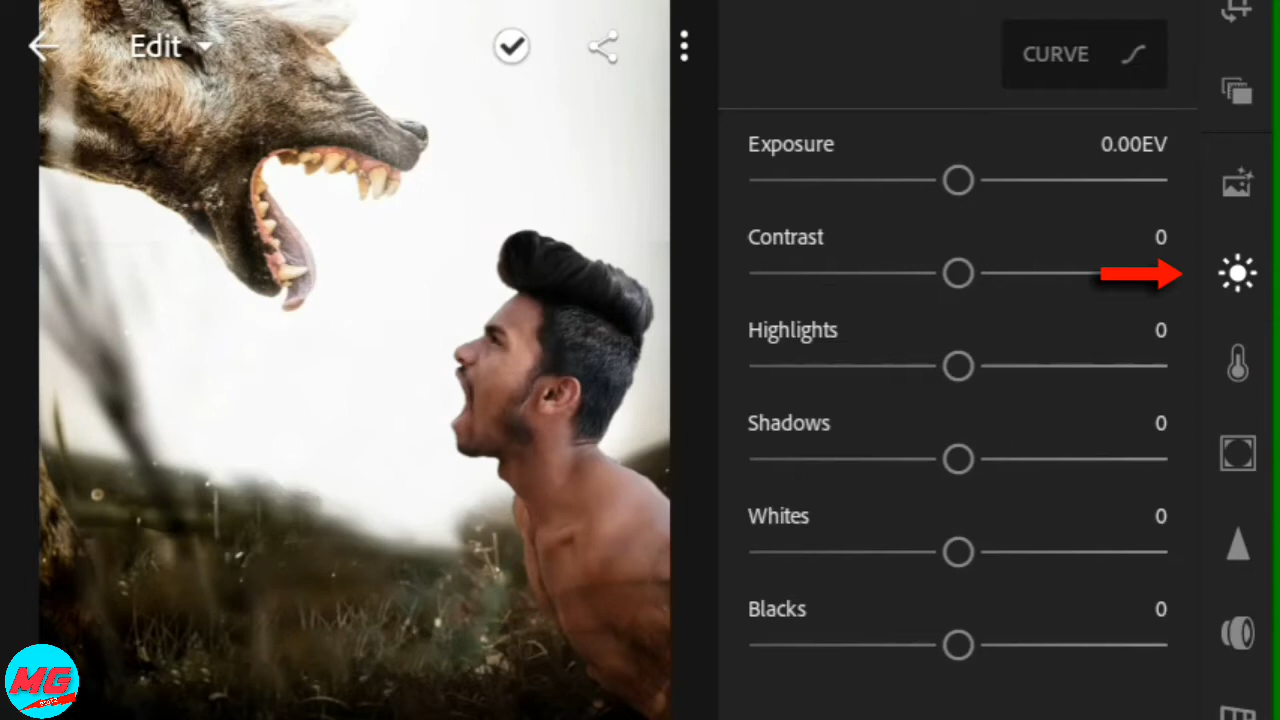 Edit
CURVE
Exposure 0.00EV
Contrast 0
Highlights 0
Shadows 0
Whites 0
Blacks 0
MG